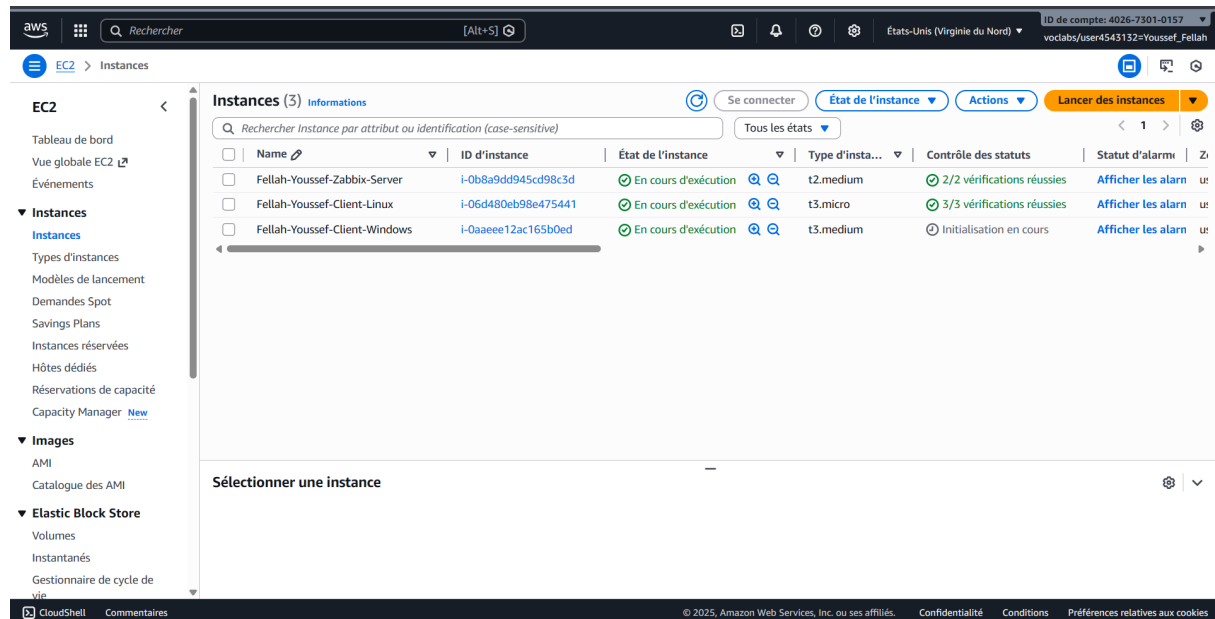 aws
Rechercher
[Alt+S]
États-Unis (Virginie du Nord)
ID de compte: 4026-7301-0157
voclabs/user4543132=Youssef_Fellah
EC2 > Instances
EC2
Tableau de bord
Vue globale EC2
Événements
Instances
Instances
Types d'instances
Modèles de lancement
Demandes Spot
Savings Plans
Instances réservées
Hôtes dédiés
Réservations de capacité
Capacity Manager New
Images
AMI
Catalogue des AMI
Elastic Block Store
Volumes
Instantanés
Gestionnaire de cycle de
vie
Instances (3) Informations
Se connecter
État de l'instance
Actions
Lancer des instances
Rechercher Instance par attribut ou identifiant (case-sensitive)
Tous les états
1
Name ID d'instance État de l'instance Type d'insta... Contrôle des statuts Statut d'alarme
Fellah-Youssef-Zabbix-Server i-0b8a9dd945cd98c3d En cours d'exécution t2.medium 2/2 vérifications réussies Afficher les alarn
Fellah-Youssef-Client-Linux i-06d480eb98e475441 En cours d'exécution t3.micro 3/3 vérifications réussies Afficher les alarn
Fellah-Youssef-Client-Windows i-0aaeee12ac165b0ed En cours d'exécution t3.medium Initialisation en cours Afficher les alarn
Sélectionner une instance
CloudShell Commentaires
© 2025, Amazon Web Services, Inc. ou ses affiliés. Confidentialité Conditions Préférences relatives aux cookies